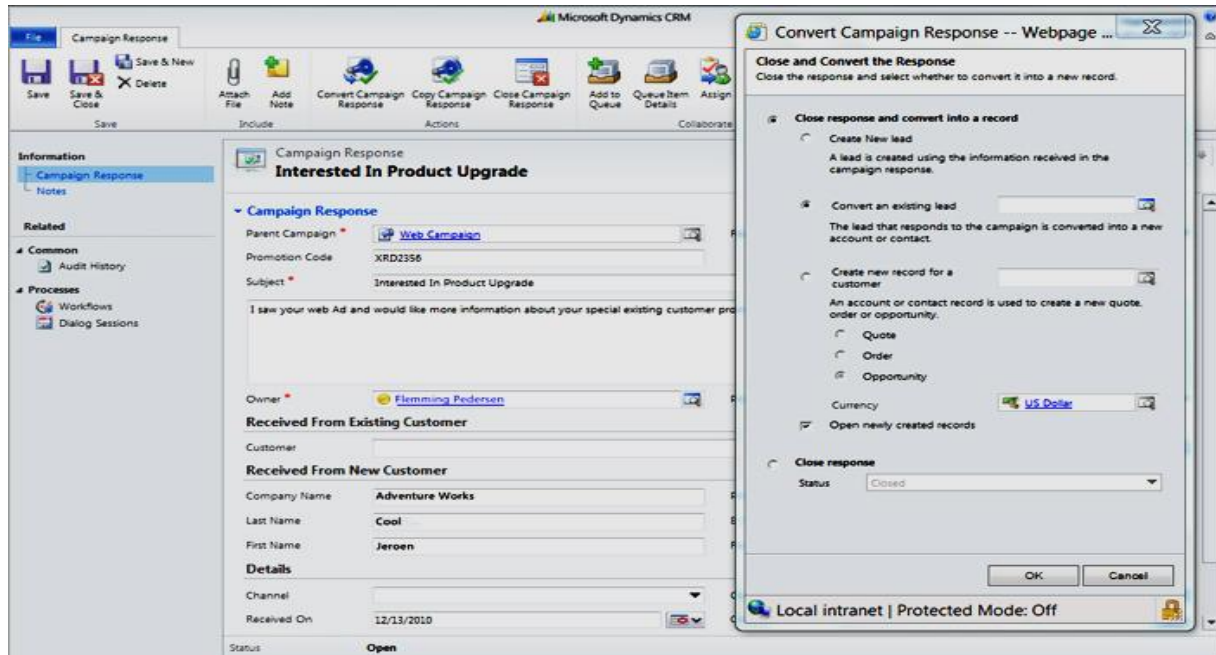 Microsoft Dynamics CRM
File
Campaign Response
Save
Save & Close
Save & New
Delete
Save
Attach File
Add Note
Include
Convert Campaign Response
Copy Campaign Response
Close Campaign Response
Actions
Add to Queue
Queue Item Details
Assign
Collaborate
Information
Campaign Response
Notes
Related
Common
Audit History
Processes
Workflows
Dialog Sessions
Campaign Response
Interested In Product Upgrade
Campaign Response
Parent Campaign * Web Campaign
Promotion Code XRD2356
Subject * Interested In Product Upgrade
I saw your web Ad and would like more information about your special existing customer pro
Owner * Flemming Pedersen
Received From Existing Customer
Customer
Received From New Customer
Company Name Adventure Works
Last Name Cool
First Name Jeroen
Details
Channel
Received On 12/13/2010
Status Open
Convert Campaign Response -- Webpage ...
Close and Convert the Response
Close the response and select whether to convert it into a new record.
Close response and convert into a record
Create New lead
A lead is created using the information received in the
campaign response.
Convert an existing lead
The lead that responds to the campaign is converted into a new
account or contact.
Create new record for a
customer
An account or contact record is used to create a new quote,
order or opportunity.
Quote
Order
Opportunity
Currency US Dollar
Open newly created records
Close response
Status Closed
OK Cancel
Local intranet | Protected Mode: Off